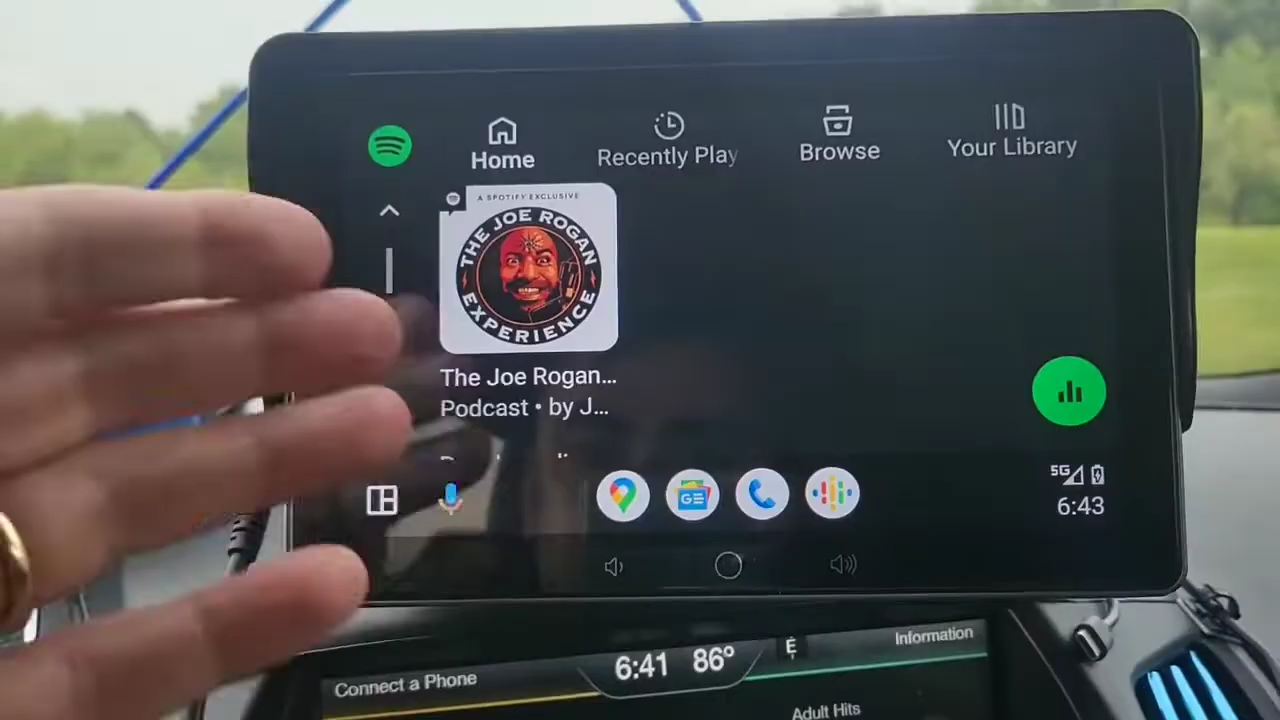 Home
Recently Play
Browse
Your Library
A SPOTIFY EXCLUSIVE
THE JOE ROGAN
EXPERIENCE
The Joe Rogan...
Podcast • by J...
GE
5G
6:43
Connect a Phone
6:41
86°
E
Information
Adult Hits